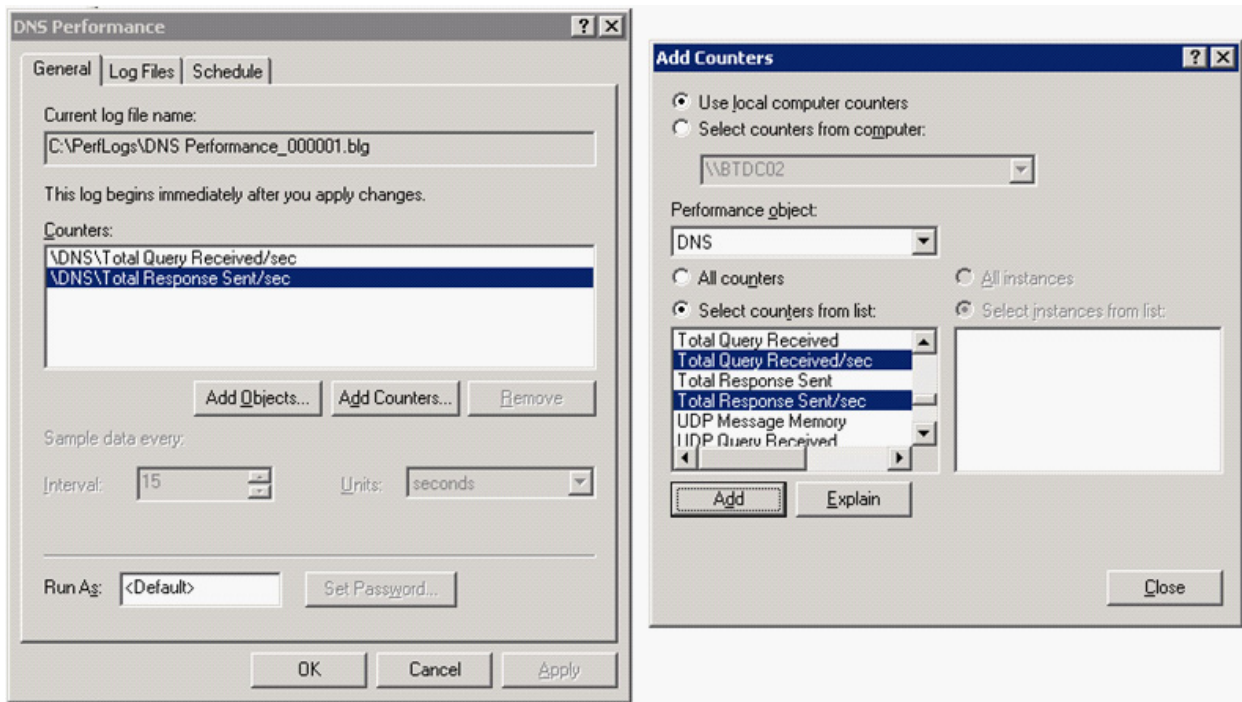 DNS Performance
General
Log Files
Schedule
Current log file name:
C:\PerfLogs\DNS Performance_000001.blg
This log begins immediately after you apply changes.
Counters:
\DNS\Total Query Received/sec
\DNS\Total Response Sent/sec
Add Objects...
Add Counters...
Remove
Sample data every:
Interval:
15
Units:
seconds
Run As:
<Default>
Set Password...
OK
Cancel
Apply
Add Counters
Use local computer counters
Select counters from computer:
\\BTDC02
Performance object:
DNS
All counters
All instances
Select counters from list:
Select instances from list:
Total Query Received
Total Query Received/sec
Total Response Sent
Total Response Sent/sec
UDP Message Memory
UDP Query Received
Add
Explain
Close